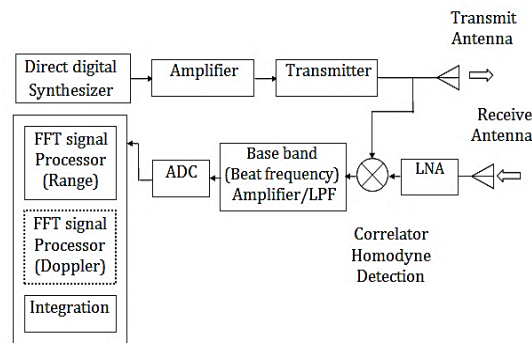 Transmit
Antenna
Direct digital
Synthesizer
Amplifier
Transmitter
Receive
Antenna
FFT signal
Processor
(Range)
ADC
Base band
(Beat frequency)
Amplifier/LPF
LNA
FFT signal
Processor
(Doppler)
Correlator
Homodyne
Detection
Integration